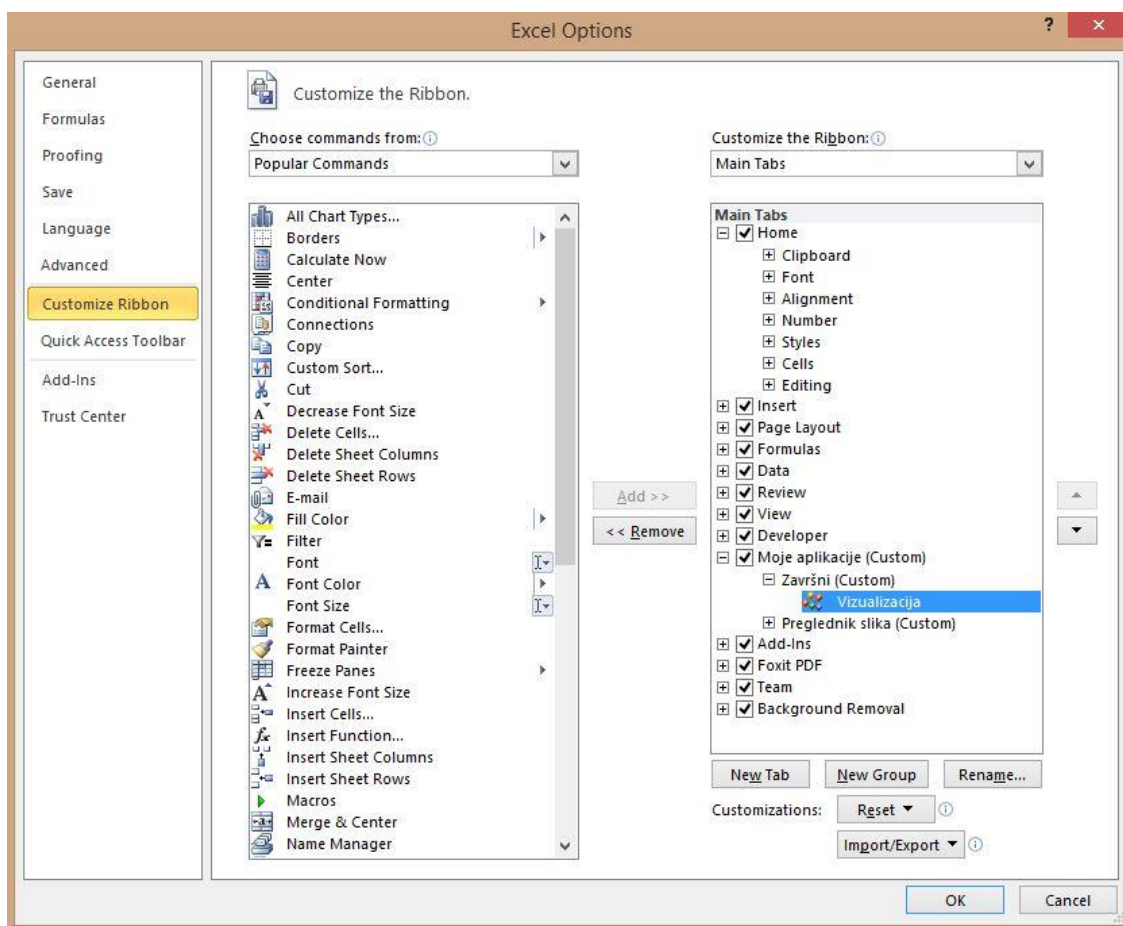 Excel Options
?
General
Formulas
Proofing
Save
Language
Advanced
Customize Ribbon
Quick Access Toolbar
Add-Ins
Trust Center
Customize the Ribbon.
Choose commands from:
Popular Commands
All Chart Types...
Borders
Calculate Now
Center
Conditional Formatting
Connections
Copy
Custom Sort...
Cut
Decrease Font Size
Delete Cells...
Delete Sheet Columns
Delete Sheet Rows
E-mail
Fill Color
Filter
Font
Font Color
Font Size
Format Cells...
Format Painter
Freeze Panes
Increase Font Size
Insert Cells...
Insert Function...
Insert Sheet Columns
Insert Sheet Rows
Macros
Merge & Center
Name Manager
Add >>
<< Remove
Customize the Ribbon:
Main Tabs
Main Tabs
Home
Clipboard
Font
Alignment
Number
Styles
Cells
Editing
Insert
Page Layout
Formulas
Data
Review
View
Developer
Moje aplikacije (Custom)
Završni (Custom)
Vizualizacija
Preglednik slika (Custom)
Add-Ins
Foxit PDF
Team
Background Removal
New Tab New Group Rename...
Customizations: Reset
Import/Export
OK Cancel